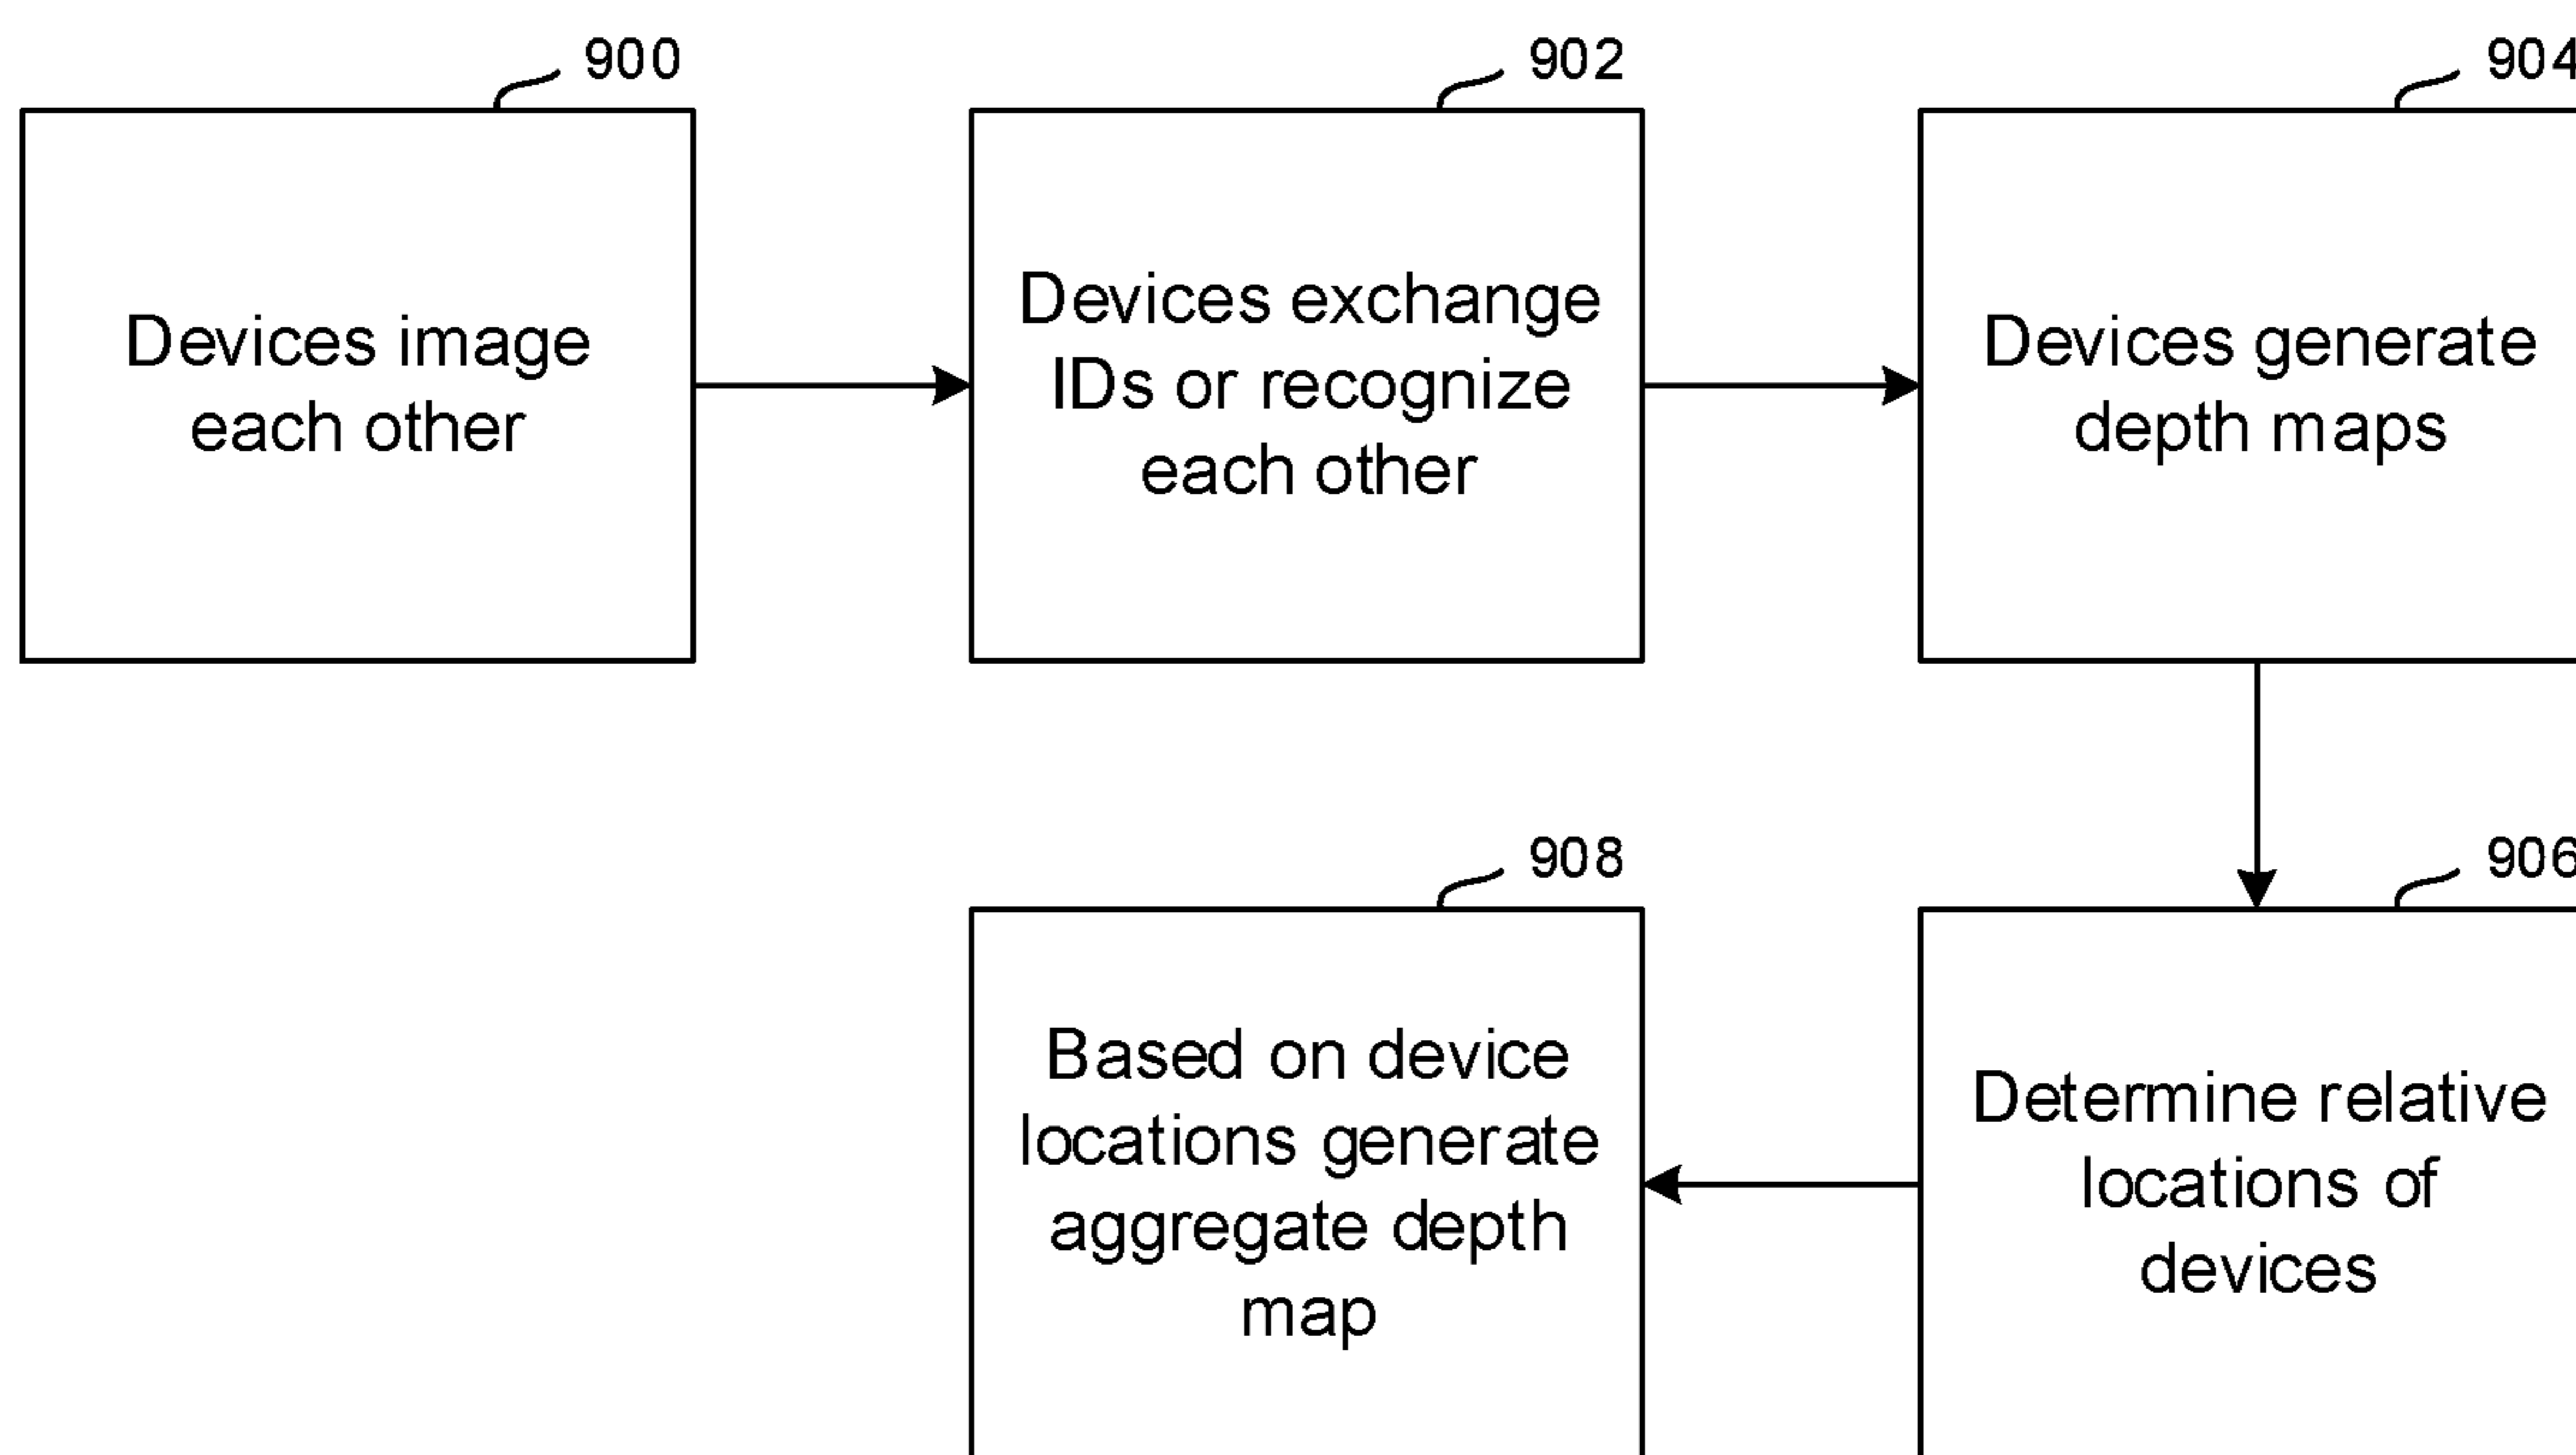 900
Devices image
each other
902
Devices exchange
IDs or recognize
each other
904
Devices generate
depth maps
906
Determine relative
locations of
devices
908
Based on device
locations generate
aggregate depth
map